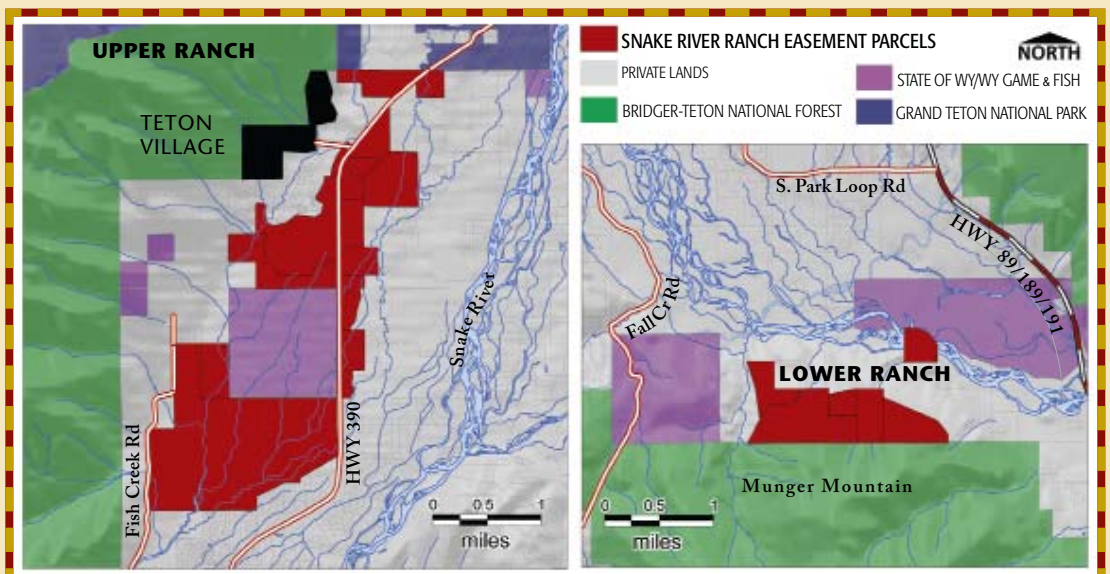 UPPER RANCH
TETON
VILLAGE
Snake River
HWY 390
Fish Creek Rd
0 0.5 1
miles
SNAKE RIVER RANCH EASEMENT PARCELS
NORTH
PRIVATE LANDS
STATE OF WY/WY GAME & FISH
BRIDGER-TETON NATIONAL FOREST
GRAND TETON NATIONAL PARK
S. Park Loop Rd
HWY 89/189/191
Fall Cr Rd
LOWER RANCH
Munger Mountain
0 0.5 1
miles